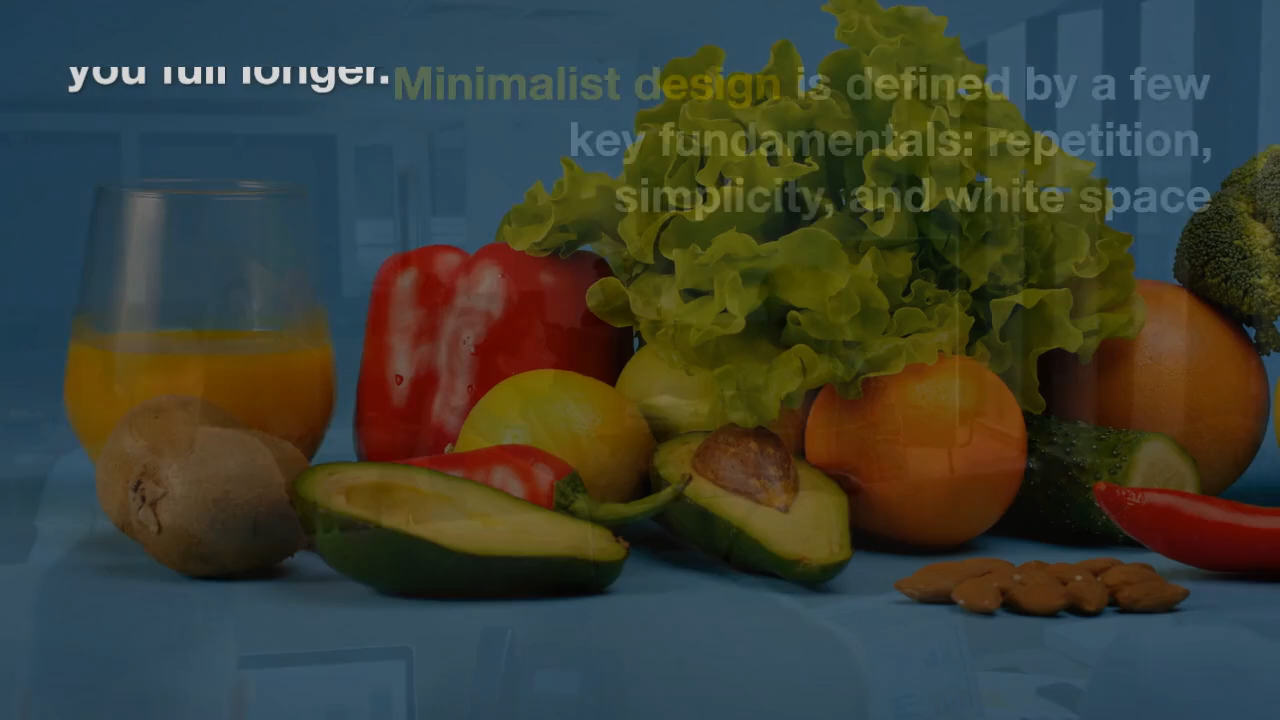 you full longer.
Minimalist design is defined by a few
key fundamentals: repetition,
simplicity, and white space